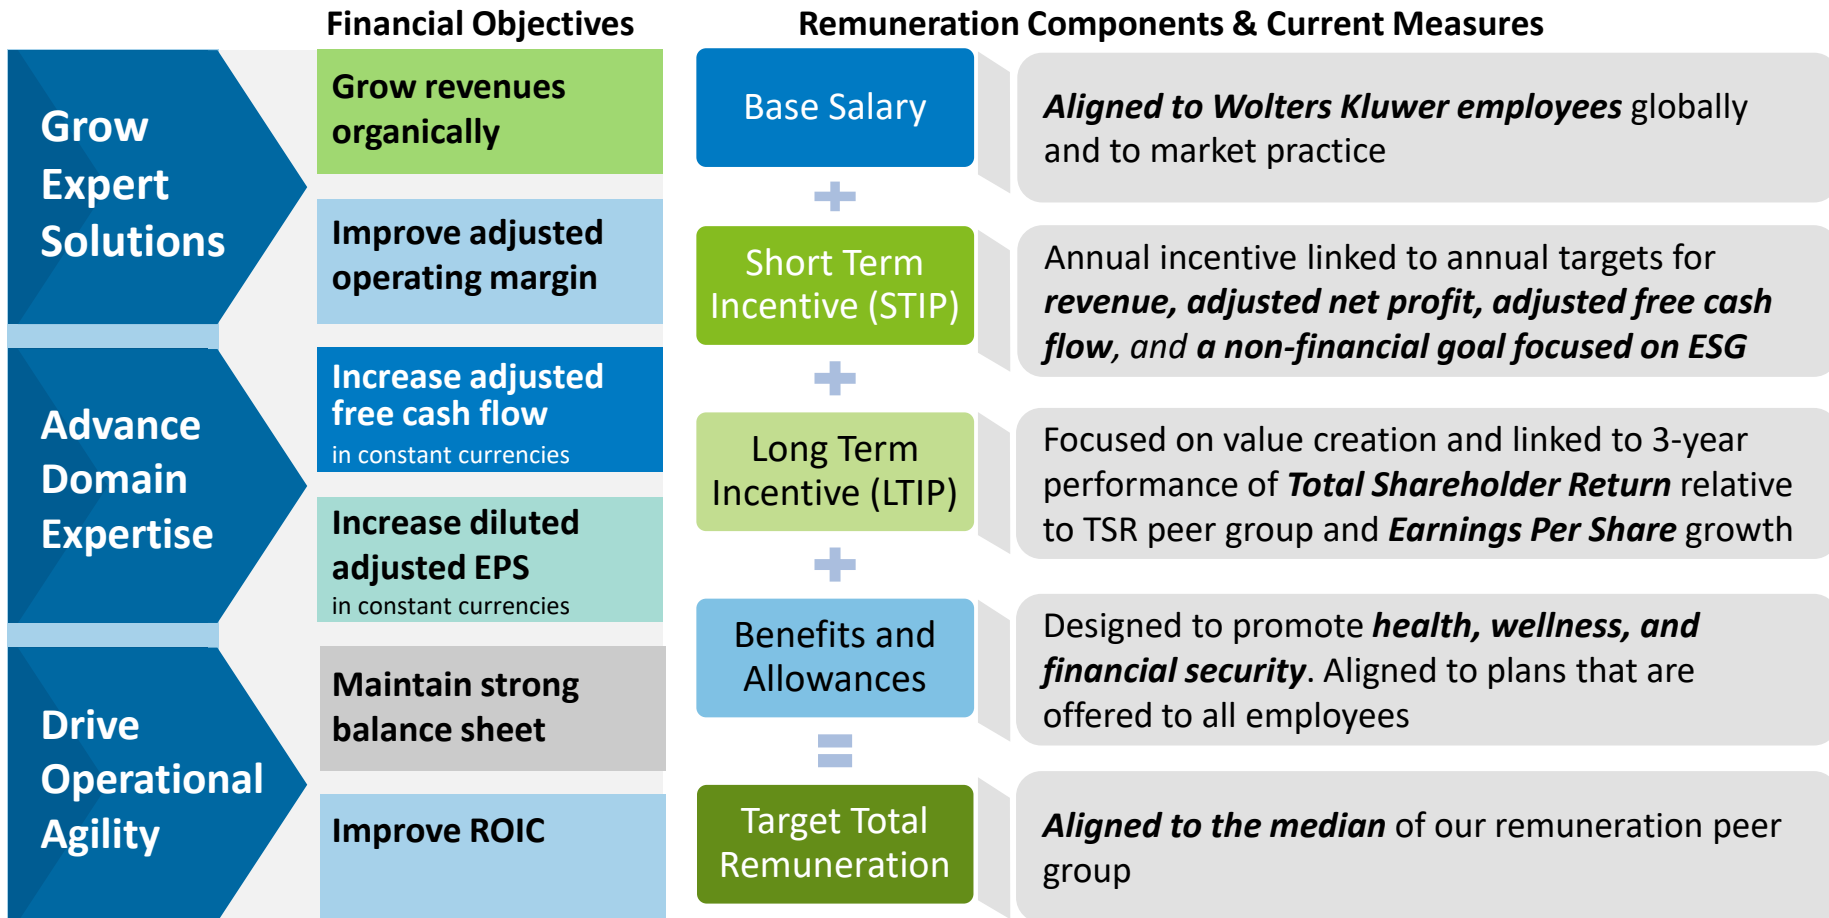 Financial Objectives
Remuneration Components & Current Measures
Grow
Expert
Solutions
Advance
Domain
Expertise
Drive
Operational
Agility
Grow revenues
organically
Improve adjusted
operating margin
Increase adjusted
free cash flow
in constant currencies
Increase diluted
adjusted EPS
in constant currencies
Maintain strong
balance sheet
Improve ROIC
Base Salary
Aligned to Wolters Kluwer employees globally
and to market practice
+
Short Term
Incentive (STIP)
Annual incentive linked to annual targets for
revenue, adjusted net profit, adjusted free cash
flow, and a non-financial goal focused on ESG
+
Long Term
Incentive (LTIP)
Focused on value creation and linked to 3-year
performance of Total Shareholder Return relative
to TSR peer group and Earnings Per Share growth
+
Benefits and
Allowances
Designed to promote health, wellness, and
financial security. Aligned to plans that are
offered to all employees
=
Target Total
Remuneration
Aligned to the median of our remuneration peer
group